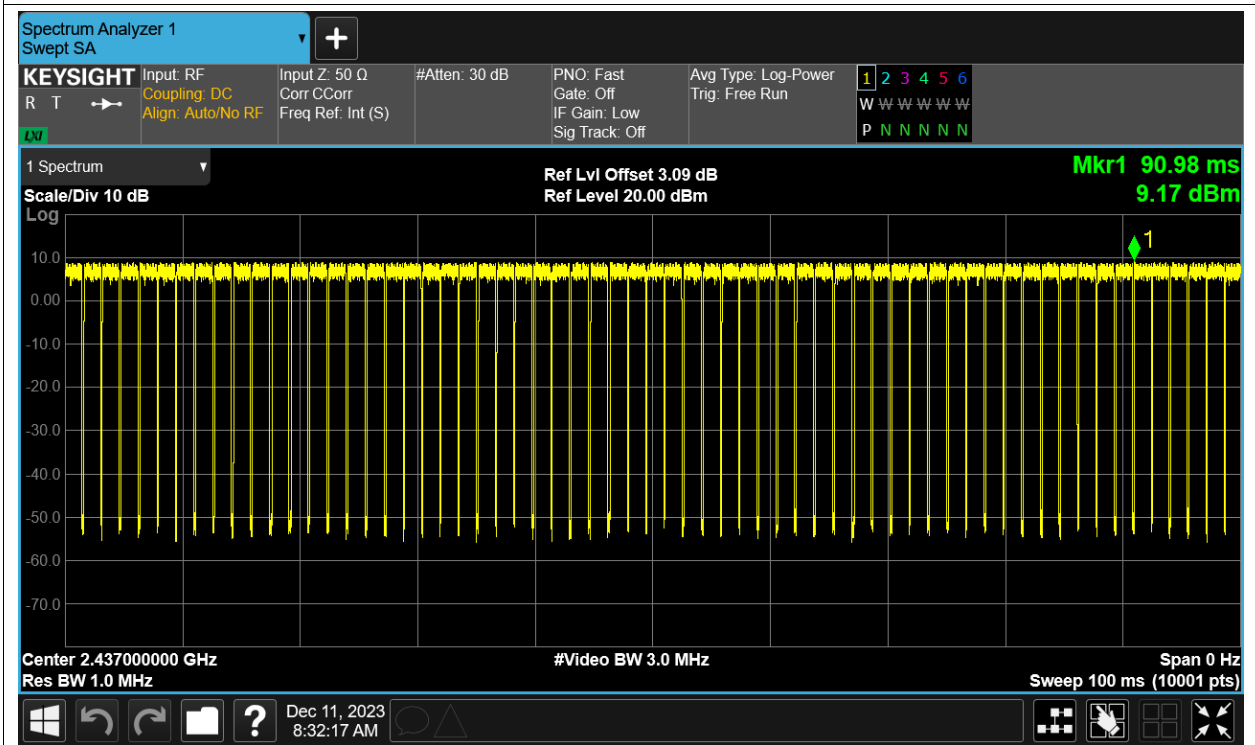 Spectrum Analyzer 1
Swept SA
KEYSIGHT
R T
LXI
Input: RF
Coupling: DC
Align: Auto/No RF
Input Z: 50 Ω
Corr CCorr
Freq Ref: Int (S)
#Atten: 30 dB
PNO: Fast
Gate: Off
IF Gain: Low
Sig Track: Off
Avg Type: Log-Power
Trig: Free Run
1 2 3 4 5 6
W W W W W W
P N N N N N
1 Spectrum
Scale/Div 10 dB
Ref Lvl Offset 3.09 dB
Ref Level 20.00 dBm
Mkr1 90.98 ms
9.17 dBm
Log
1
10.0
0.00
-10.0
-20.0
-30.0
-40.0
-50.0
-60.0
-70.0
Center 2.437000000 GHz
Res BW 1.0 MHz
#Video BW 3.0 MHz
Span 0 Hz
Sweep 100 ms (10001 pts)
?
Dec 11, 2023
8:32:17 AM